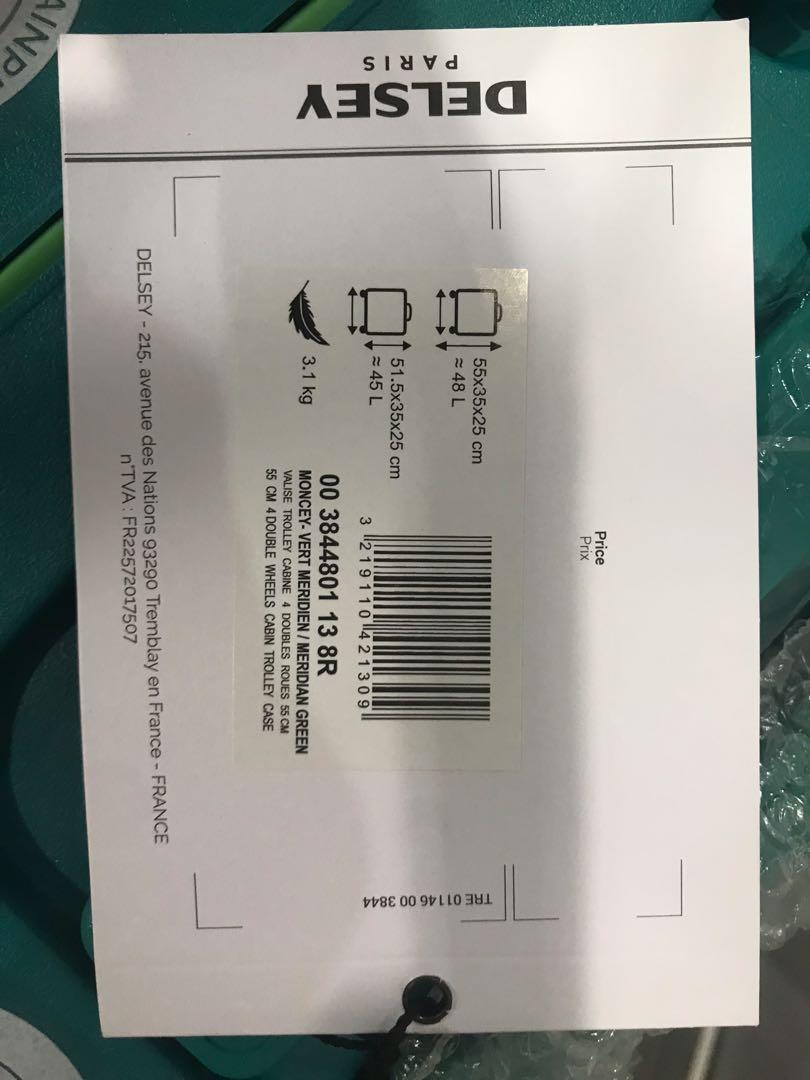 DELSEY
PARIS
Price
Prix
55x35x25 cm
≈ 48 L
51.5x35x25 cm
≈ 45 L
3.1 kg
3 219110 421309
00 3844801 13 8R
MONCEY- VERT MERIDIEN / MERIDIAN GREEN
VALISE TROLLEY CABINE 4 DOUBLES ROUES 55 CM
55 CM 4 DOUBLE WHEELS CABIN TROLLEY CASE
DELSEY - 215, avenue des Nations 93290 Tremblay en France - FRANCE
n°TVA : FR22572017507
TRE 01146 00 3844